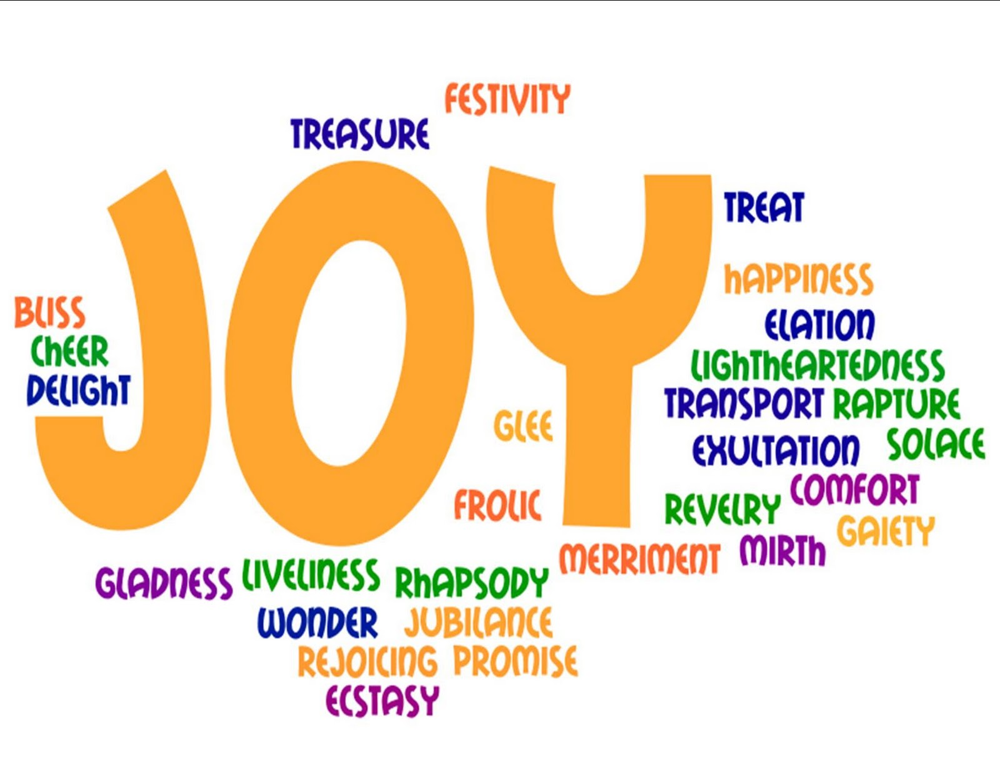 FESTIVITY
TREASURE
JOY
TREAT
hAPPINESS
BLISS
ELATION
ChEER
LIGhThEARTEDNESS
DELIGhT
TRANSPORT RAPTURE
GLEE
EXULTATION SOLACE
COMFORT
FROLIC
REVELRY
GAIETY
MERRIMENT MIRTh
GLADNESS LIVELINESS RhAPSODY
WONDER JUBILANCE
REJOICING PROMISE
ECSTASY